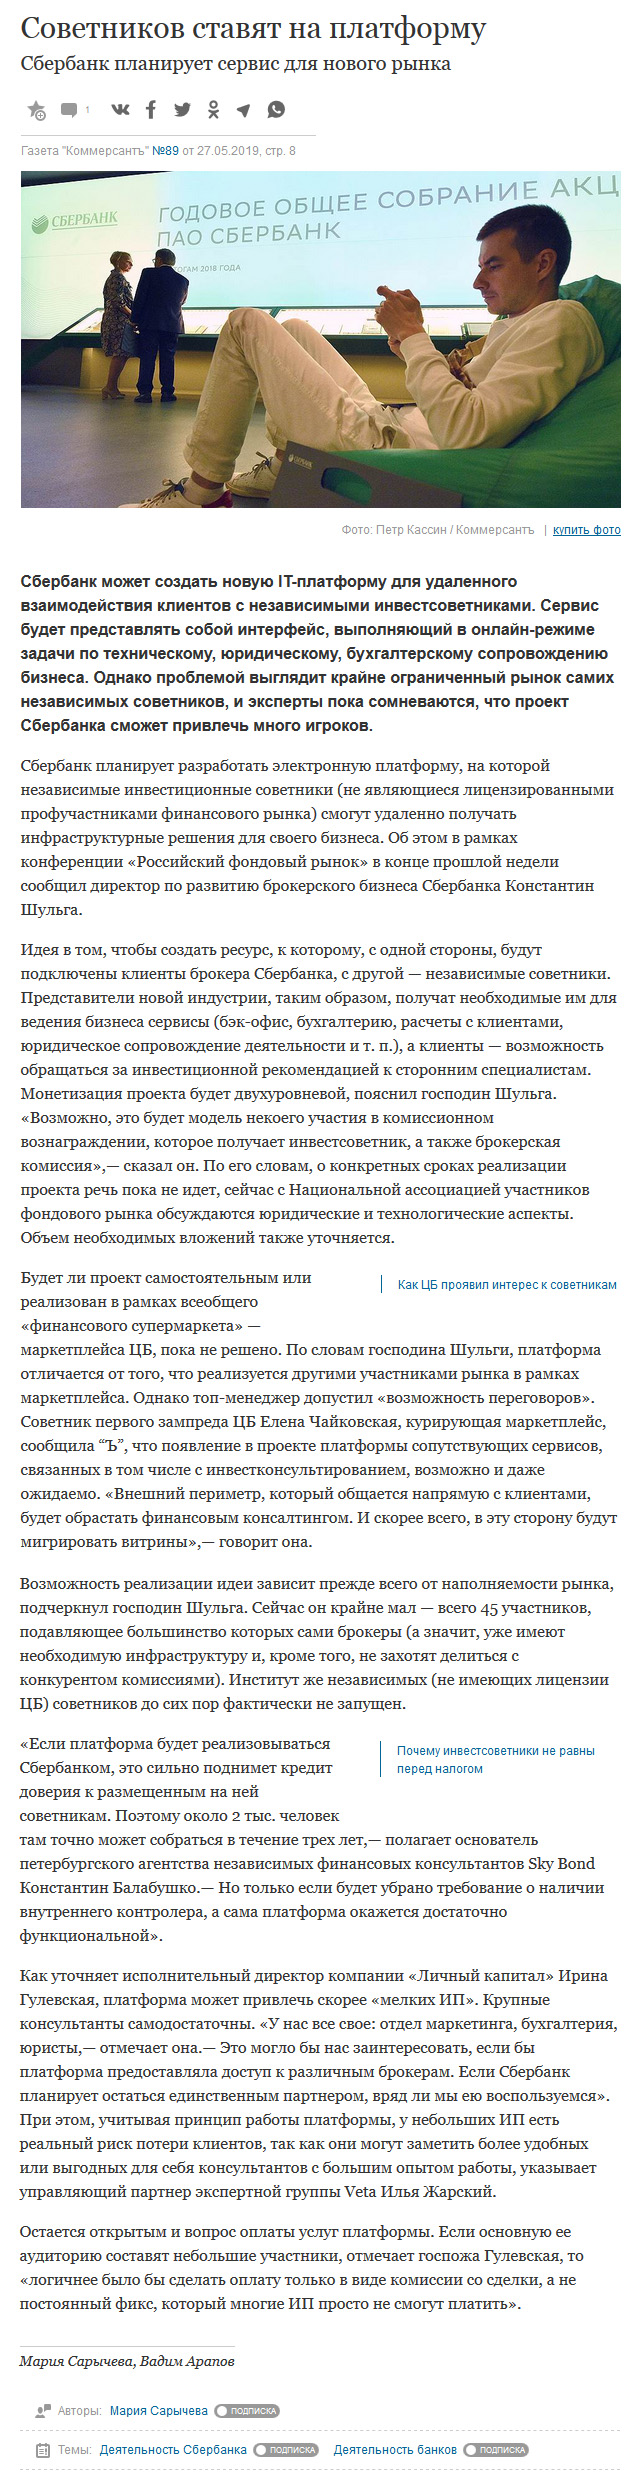 Советников ставят на платформу
Сбербанк планирует сервис для нового рынка
1
Газета "Коммерсантъ" №89 от 27.05.2019, стр. 8
СБЕРБАНК
ГОДОВОЕ ОБЩЕЕ СОБРАНИЕ АКЦ
ПАО СБЕРБАНК
ИТОГАМ 2018 ГОДА
СБЕРБАНК
Фото: Петр Кассин / Коммерсантъ | купить фото
Сбербанк может создать новую IT-платформу для удаленного
взаимодействия клиентов с независимыми инвестсоветниками. Сервис
будет представлять собой интерфейс, выполняющий в онлайн-режиме
задачи по техническому, юридическому, бухгалтерскому сопровождению
бизнеса. Однако проблемой выглядит крайне ограниченный рынок самих
независимых советников, и эксперты пока сомневаются, что проект
Сбербанка сможет привлечь много игроков.
Сбербанк планирует разработать электронную платформу, на которой
независимые инвестиционные советники (не являющиеся лицензированными
профучастниками финансового рынка) смогут удаленно получать
инфраструктурные решения для своего бизнеса. Об этом в рамках
конференции «Российский фондовый рынок» в конце прошлой недели
сообщил директор по развитию брокерского бизнеса Сбербанка Константин
Шульга.
Идея в том, чтобы создать ресурс, к которому, с одной стороны, будут
подключены клиенты брокера Сбербанка, с другой — независимые советники.
Представители новой индустрии, таким образом, получат необходимые им для
ведения бизнеса сервисы (бэк-офис, бухгалтерию, расчеты с клиентами,
юридическое сопровождение деятельности и т. п.), а клиенты — возможность
обращаться за инвестиционной рекомендацией к сторонним специалистам.
Монетизация проекта будет двухуровневой, пояснил господин Шульга.
«Возможно, это будет модель некоего участия в комиссионном
вознаграждении, которое получает инвестсоветник, а также брокерская
комиссия»,— сказал он. По его словам, о конкретных сроках реализации
проекта речь пока не идет, сейчас с Национальной ассоциацией участников
фондового рынка обсуждаются юридические и технологические аспекты.
Объем необходимых вложений также уточняется.
Будет ли проект самостоятельным или
реализован в рамках всеобщего
«финансового супермаркета» —
Как ЦБ проявил интерес к советникам
маркетплейса ЦБ, пока не решено. По словам господина Шульги, платформа
отличается от того, что реализуется другими участниками рынка в рамках
маркетплейса. Однако топ-менеджер допустил «возможность переговоров».
Советник первого зампреда ЦБ Елена Чайковская, курирующая маркетплейс,
сообщила “Ъ”, что появление в проекте платформы сопутствующих сервисов,
связанных в том числе с инвестконсультированием, возможно и даже
ожидаемо. «Внешний периметр, который общается напрямую с клиентами,
будет обрастать финансовым консалтингом. И скорее всего, в эту сторону будут
мигрировать витрины»,— говорит она.
Возможность реализации идеи зависит прежде всего от наполняемости рынка,
подчеркнул господин Шульга. Сейчас он крайне мал — всего 45 участников,
подавляющее большинство которых сами брокеры (а значит, уже имеют
необходимую инфраструктуру и, кроме того, не захотят делиться с
конкурентом комиссиями). Институт же независимых (не имеющих лицензии
ЦБ) советников до сих пор фактически не запущен.
«Если платформа будет реализовываться
Сбербанком, это сильно поднимет кредит
доверия к размещенным на ней
советникам. Поэтому около 2 тыс. человек
Почему инвестсоветники не равны
перед налогом
там точно может собраться в течение трех лет,— полагает основатель
петербургского агентства независимых финансовых консультантов Sky Bond
Константин Балабушко.— Но только если будет убрано требование о наличии
внутреннего контролера, а сама платформа окажется достаточно
функциональной».
Как уточняет исполнительный директор компании «Личный капитал» Ирина
Гулевская, платформа может привлечь скорее «мелких ИП». Крупные
консультанты самодостаточны. «У нас все свое: отдел маркетинга, бухгалтерия,
юристы,— отмечает она.— Это могло бы нас заинтересовать, если бы
платформа предоставляла доступ к различным брокерам. Если Сбербанк
планирует остаться единственным партнером, вряд ли мы ею воспользуемся».
При этом, учитывая принцип работы платформы, у небольших ИП есть
реальный риск потери клиентов, так как они могут заметить более удобных
или выгодных для себя консультантов с большим опытом работы, указывает
управляющий партнер экспертной группы Veta Илья Жарский.
Остается открытым и вопрос оплаты услуг платформы. Если основную ее
аудиторию составят небольшие участники, отмечает госпожа Гулевская, то
«логичнее было бы сделать оплату только в виде комиссии со сделки, а не
постоянный фикс, который многие ИП просто не смогут платить».
Мария Сарычева, Вадим Арапов
Авторы: Мария Сарычева ПОДПИСКА
Темы: Деятельность Сбербанка ПОДПИСКА Деятельность банков ПОДПИСКА